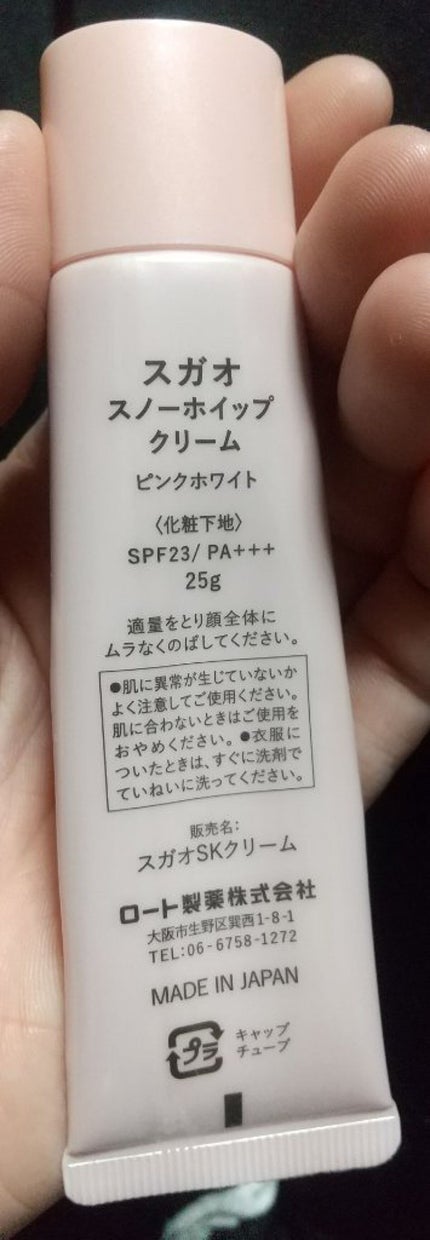 スガオ
スノーホイップ
クリーム
ピンクホワイト
〈化粧下地〉
SPF23/ PA+++
25g
適量をとり顔全体に
ムラなくのばしてください。
●肌に異常が生じていないか
よく注意してご使用ください。
肌に合わないときはご使用を
おやめください。●衣服に
ついたときは、すぐに洗剤で
ていねいに洗ってください。
販売名：
スガオSKクリーム
ロート製薬株式会社
大阪市生野区巽西1-8-1
TEL:06-6758-1272
MADE IN JAPAN
プラ
キャップ
チューブ